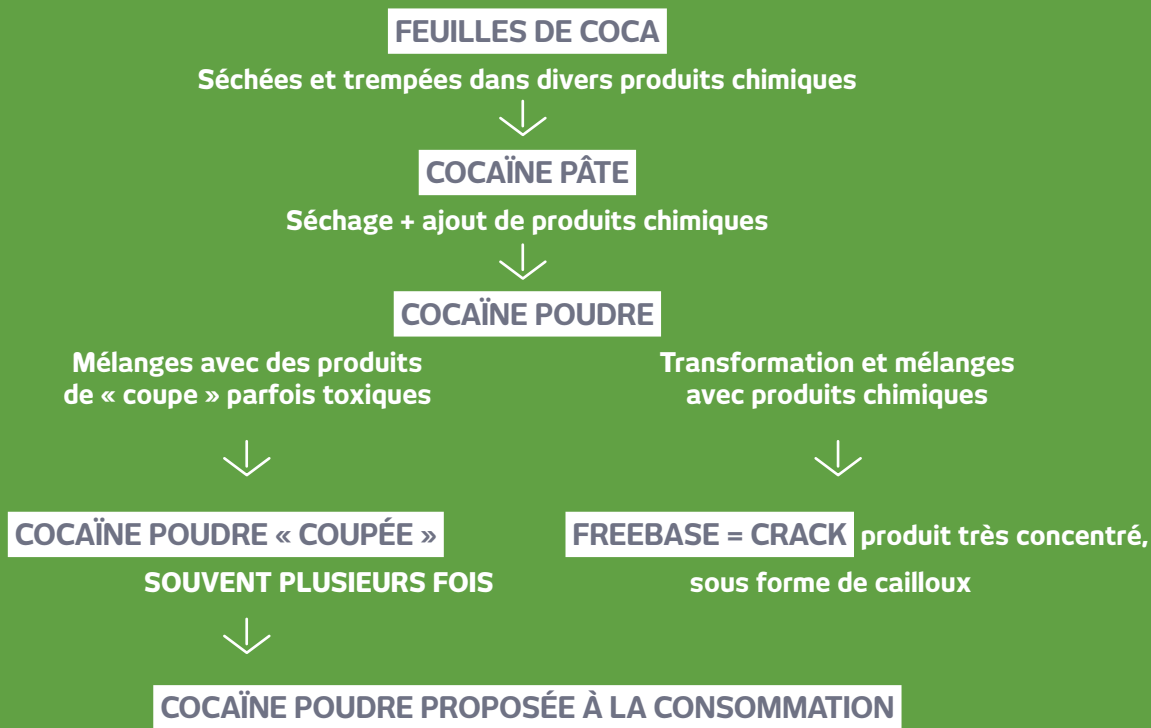 FEUILLES DE COCA
Séchées et trempées dans divers produits chimiques
COCAÏNE PÂTE
Séchage + ajout de produits chimiques
COCAÏNE POUDRE
Mélanges avec des produits
de « coupe » parfois toxiques
Transformation et mélanges
avec produits chimiques
COCAÏNE POUDRE « COUPÉE »
SOUVENT PLUSIEURS FOIS
FREEBASE = CRACK produit très concentré,
sous forme de cailloux
COCAÏNE POUDRE PROPOSÉE À LA CONSOMMATION